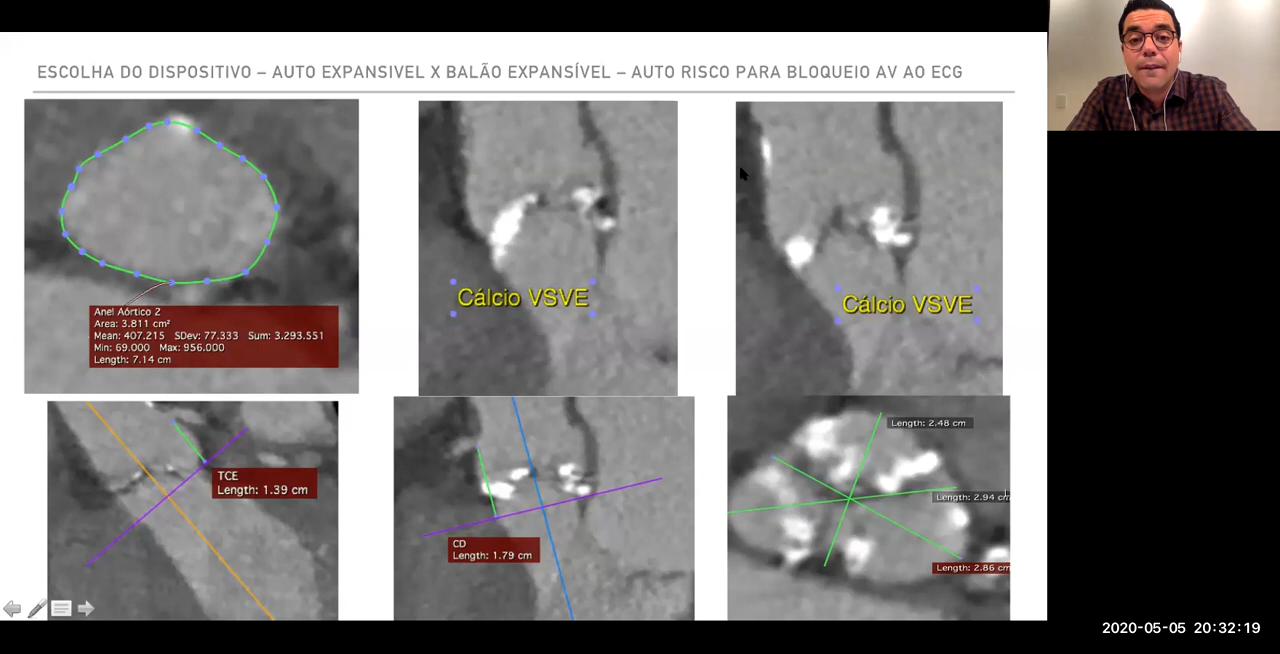 ESCOLHA DO DISPOSITIVO – AUTO EXPANSIVEL X BALÃO EXPANSÍVEL – AUTO RISCO PARA BLOQUEIO AV AO ECG
Anel Aórtico 2
Area: 3.811 cm²
Mean: 407.215 SDev: 77.333 Sum: 3.293.551
Min: 69.000 Max: 956.000
Length: 7.14 cm
Cálcio VSVE
Cálcio VSVE
TCE
Length: 1.39 cm
CD
Length: 1.79 cm
Length: 2.48 cm
Length: 2.94 cm
Length: 2.86 cm
2020-05-05 20:32:19